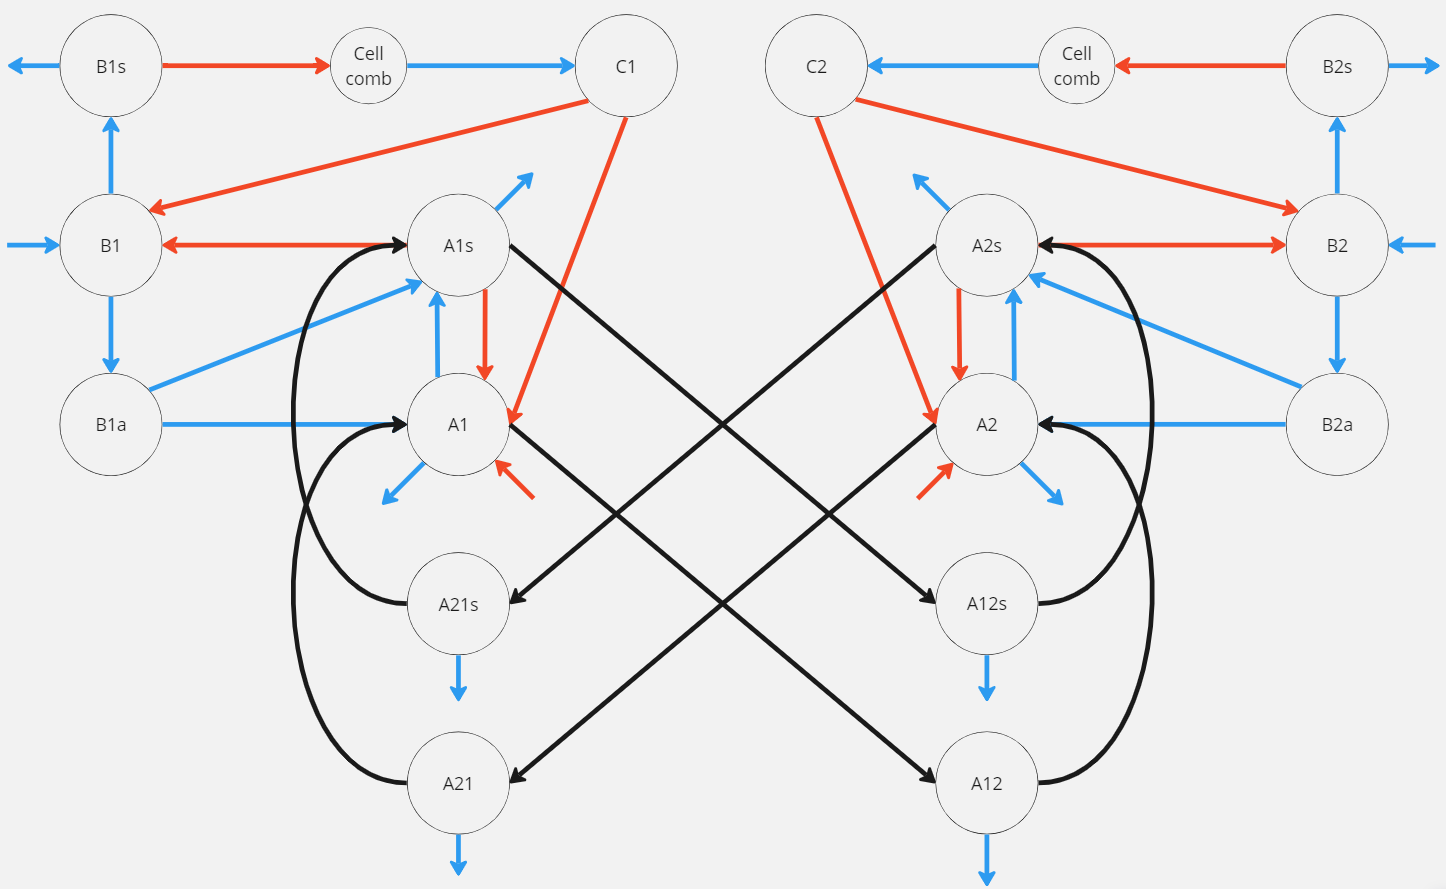 B1s
Cell
comb
C1
C2
Cell
comb
B2s
B1
A1s
A2s
B2
B1a
A1
A2
B2a
A21s
A12s
A21
A12